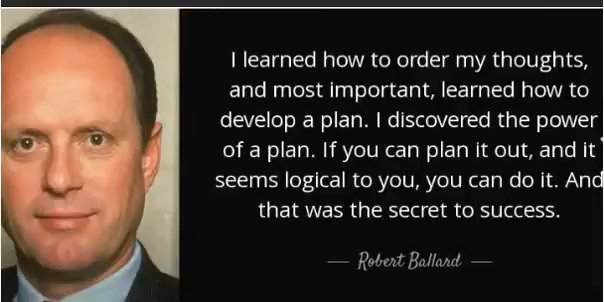 I learned how to order my thoughts,
and most important, learned how to
develop a plan. I discovered the power
of a plan. If you can plan it out, and it
seems logical to you, you can do it. And
that was the secret to success.
— Robert Ballard —